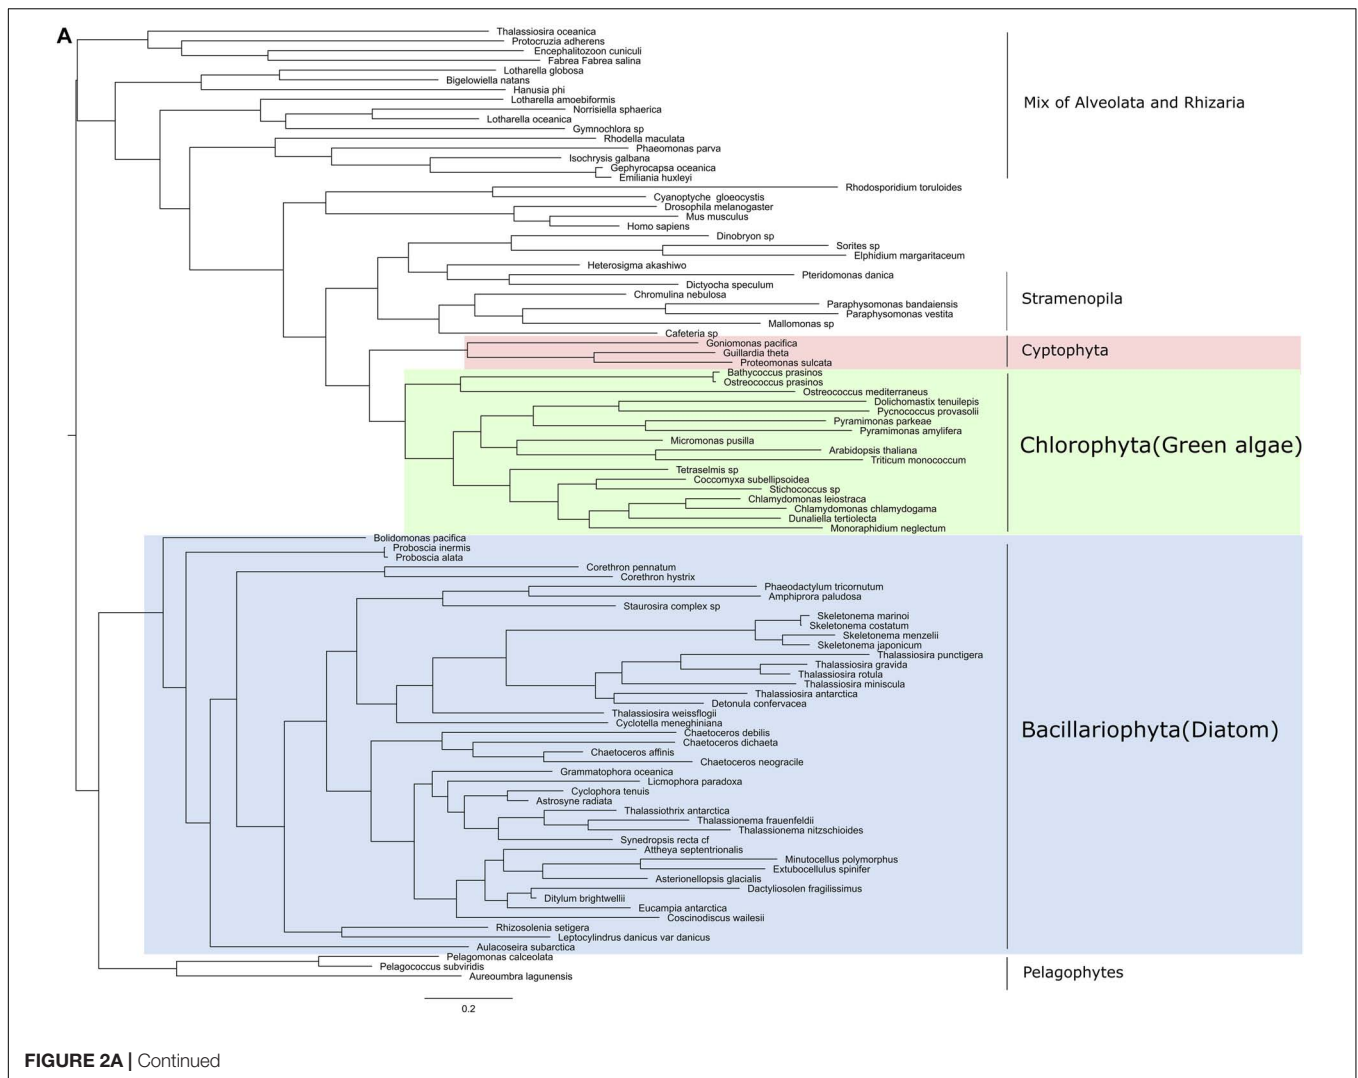 A
Thalassiosira oceanica
Protocruzia adherens
Encephalitozoon cuniculi
Fabrea Fabrea salina
Lotharella globosa
Bigelowiella natans
Hanusia phi
Lotharella amoebiformis
Norrisiella sphaerica
Lotharella oceanica
Gymnochlora sp
Rhodella maculata
Phaeomonas parva
Isochrysis galbana
Gephyrocapsa oceanica
Emiliania huxleyi
Mix of Alveolata and Rhizaria
Rhodosporidium toruloides
Cyanoptyche gloeocystis
Drosophila melanogaster
Mus musculus
Homo sapiens
Dinobryon sp
Sorites sp
Elphidium margaritaceum
Heterosigma akashiwo
Pteridomonas danica
Dictyocha speculum
Chromulina nebulosa
Paraphysomonas bandaiensis
Paraphysomonas vestita
Mallomonas sp
Cafeteria sp
Stramenopila
Goniomonas pacifica
Guillardia theta
Proteomonas sulcata
Cyptophyta
Bathycoccus prasinos
Ostreococcus prasinos
Ostreococcus mediterraneus
Dolichomastix tenuilepis
Pycnococcus provasolii
Pyramimonas parkeae
Pyramimonas amylifera
Micromonas pusilla
Arabidopsis thaliana
Triticum monococcum
Tetraselmis sp
Coccomyxa subellipsoidea
Stichococcus sp
Chlamydomonas leiostraca
Chlamydomonas chlamydogama
Dunaliella tertiolecta
Monoraphidium neglectum
Chlorophyta(Green algae)
Bolidomonas pacifica
Proboscia inermis
Proboscia alata
Corethron pennatum
Corethron hystrix
Phaeodactylum tricornutum
Amphiprora paludosa
Staurosira complex sp
Skeletonema marinoi
Skeletonema costatum
Skeletonema menzelii
Skeletonema japonicum
Thalassiosira punctigera
Thalassiosira gravida
Thalassiosira rotula
Thalassiosira miniscula
Thalassiosira antarctica
Detonula confervacea
Thalassiosira weissflogii
Cyclotella meneghiniana
Chaetoceros debilis
Chaetoceros dichaeta
Chaetoceros affinis
Chaetoceros neogracile
Grammatophora oceanica
Licmophora paradoxa
Cyclophora tenuis
Astrosyne radiata
Thalassiothrix antarctica
Thalassionema frauenfeldii
Thalassionema nitzschioides
Synedropsis recta cf
Attheya septentrionalis
Minutocellus polymorphus
Extubocellulus spinifer
Asterionellopsis glacialis
Dactyliosolen fragilissimus
Ditylum brightwellii
Eucampia antarctica
Coscinodiscus wailesii
Rhizosolenia setigera
Leptocylindrus danicus var danicus
Aulacoseira subarctica
Bacillariophyta(Diatom)
Pelagomonas calceolata
Pelagococcus subviridis
Aureoumbra lagunensis
Pelagophytes
0.2
FIGURE 2A | Continued